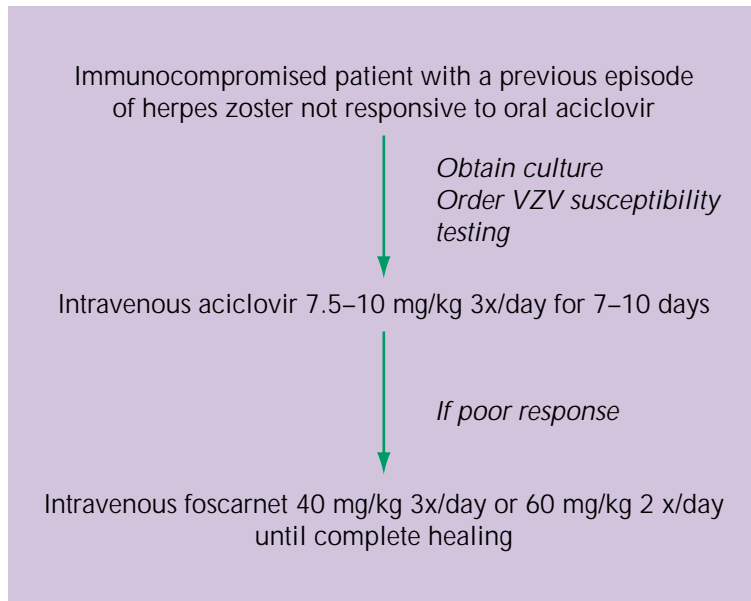 Immunocompromised patient with a previous episode
of herpes zoster not responsive to oral aciclovir
Obtain culture
Order VZV susceptibility
testing
Intravenous aciclovir 7.5–10 mg/kg 3x/day for 7–10 days
If poor response
Intravenous foscarnet 40 mg/kg 3x/day or 60 mg/kg 2 x/day
until complete healing